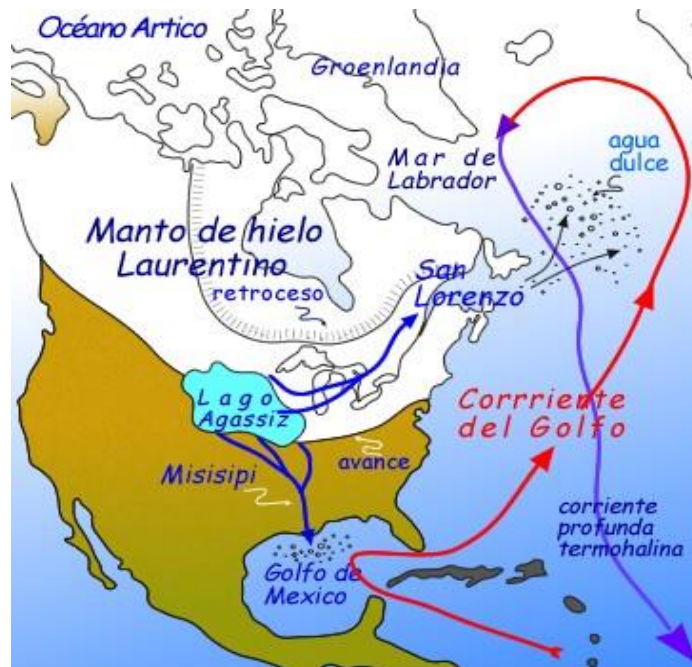 Océano Artico
Groenlandia
Mar de
Labrador
agua
dulce
Manto de hielo
Laurentino
retroceso
San
Lorenzo
Lago
Agassiz
Corrriente
del Golfo
Misisipi
avance
corriente
profunda
termohalina
Golfo de
Mexico